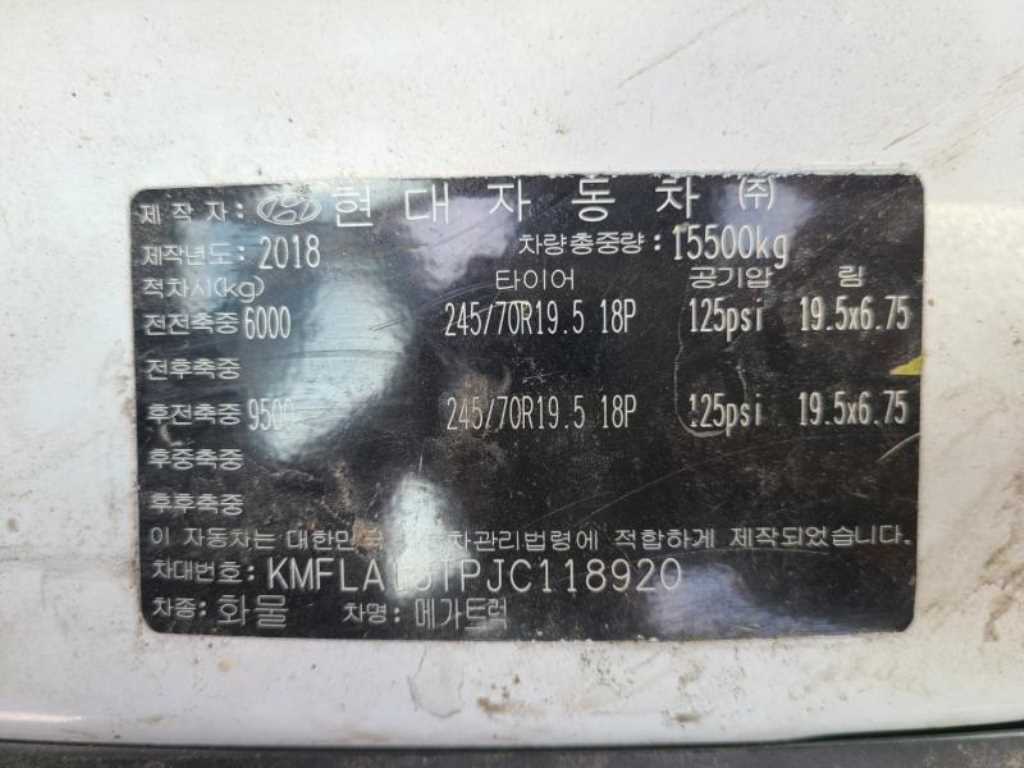 제작자: 현대자동차 (주)
제작년도: 2018 차량총중량: 15500kg
적차시(kg) 타이어 공기압 림
전전축중 6000 245/70R19.5 18P 125psi 19.5x6.75
전후축중
후전축중 9500 245/70R19.5 18P 125psi 19.5x6.75
후중축중
후후축중
이 자동차는 대한민국 법령에 적합하게 제작되었습니다.
차대번호:
차종: 화물 차명: 메가트럭